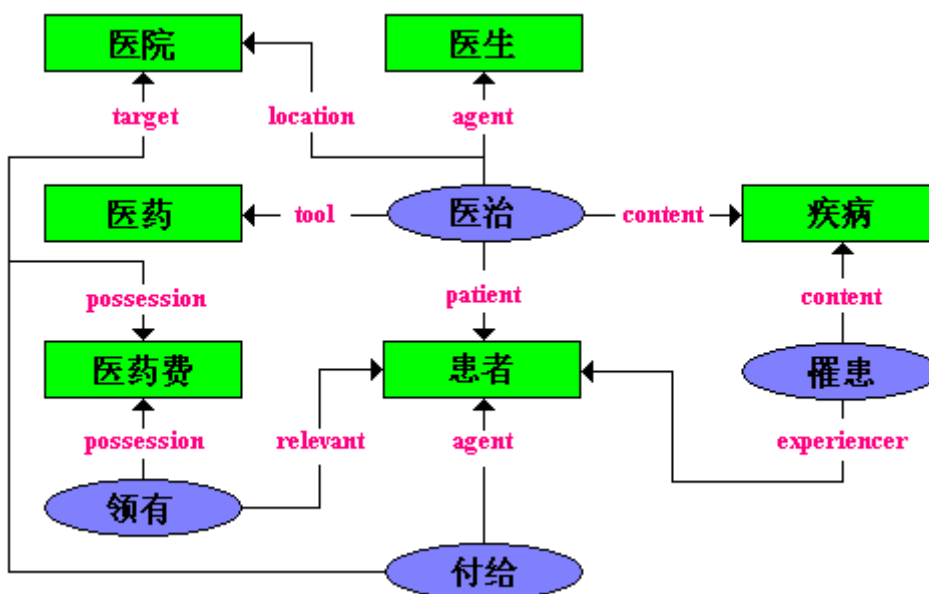 医院
医生
target
location
agent
医药
tool
医治
content
疾病
possession
patient
content
医药费
患者
罹患
possession
relevant
agent
experiencer
领有
付给